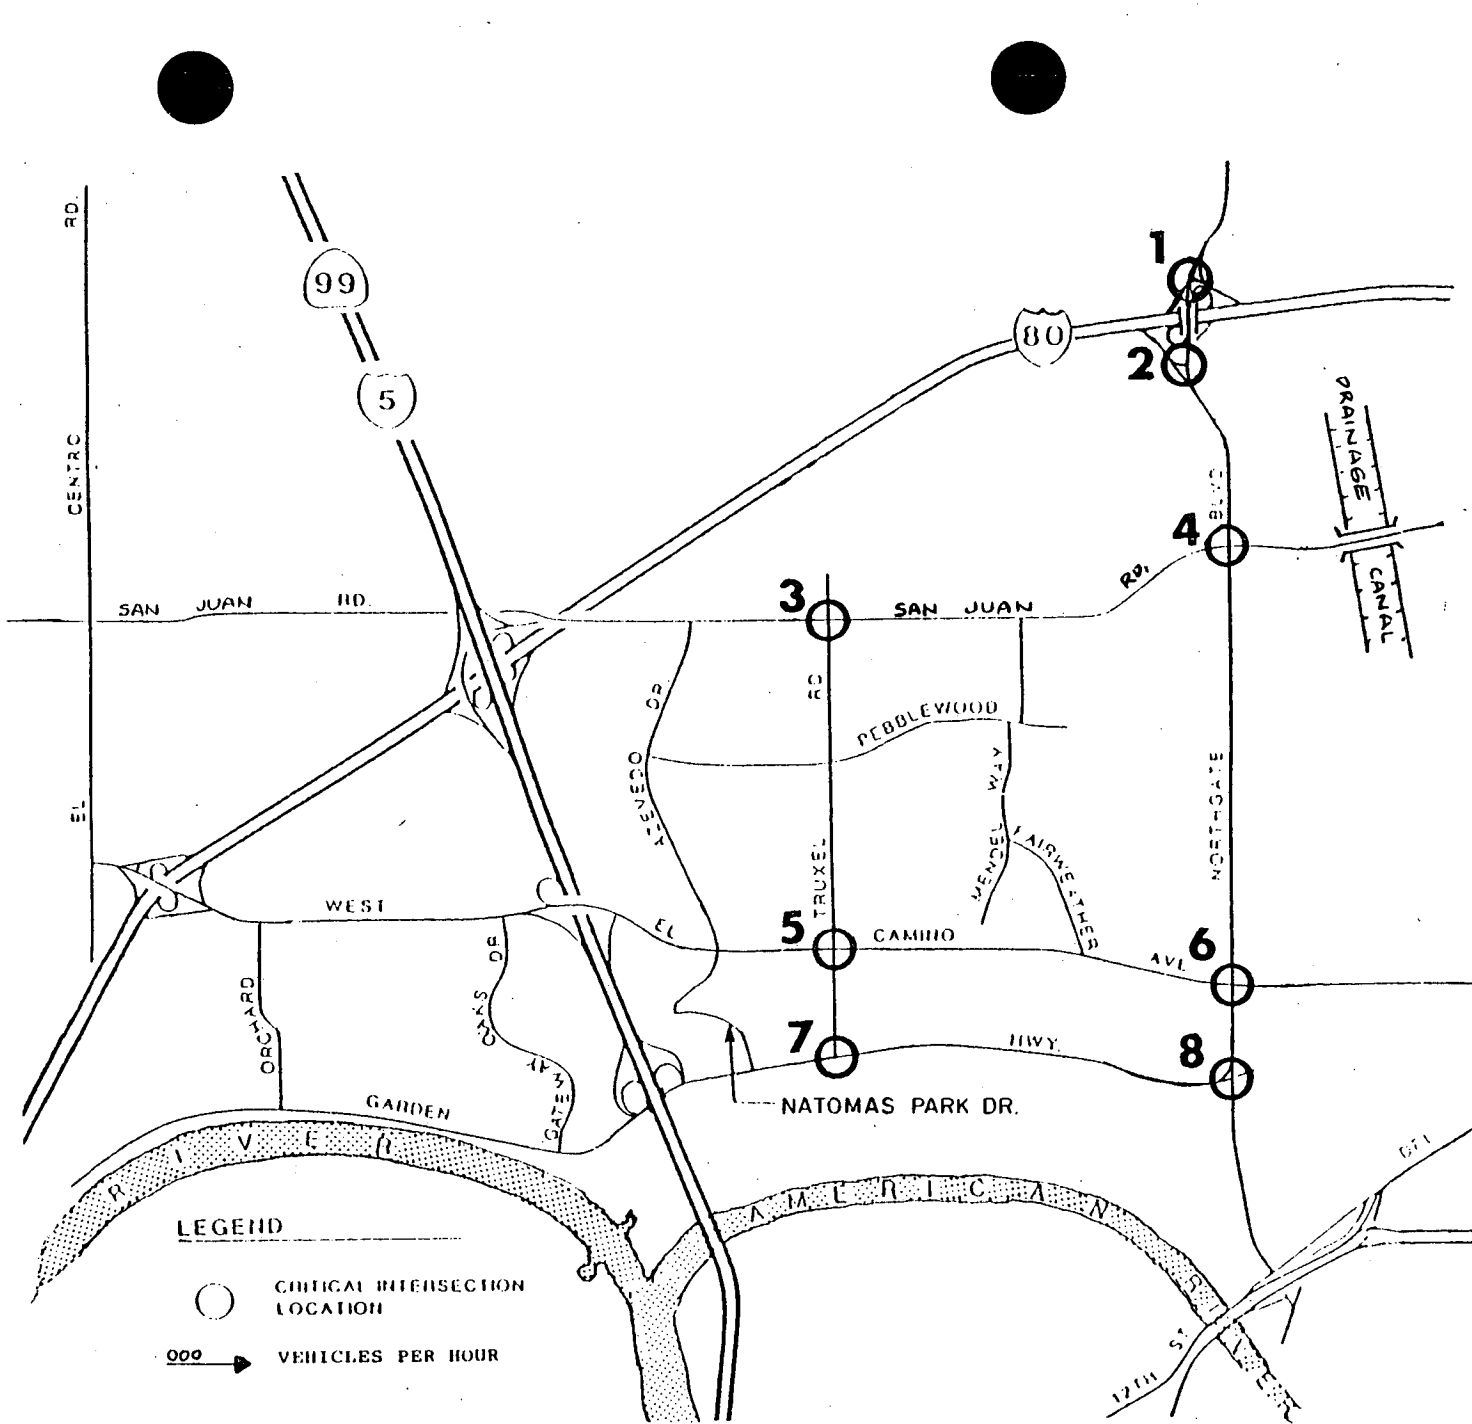 RD.
99
1
80
2
5
DRAINAGE
CENTRO
BLVD
4
RD.
CANAL
SAN JUAN RD.
3
SAN JUAN
DR.
RD
PEBBLEWOOD
AZEVEDO
WAY
NORTHGATE
EL
MENDEL
FAIRWEATHER
TRUXEL
WEST
EL
5
CAMINO
AVE.
6
DR.
ORCHARD
OAKS
7
HWY.
8
GATEWAY
GARDEN
NATOMAS PARK DR.
RIVER
AMERICAN
RIVER
LEGEND
CRITICAL INTERSECTION
LOCATION
000
VEHICLES PER HOUR
12TH ST.